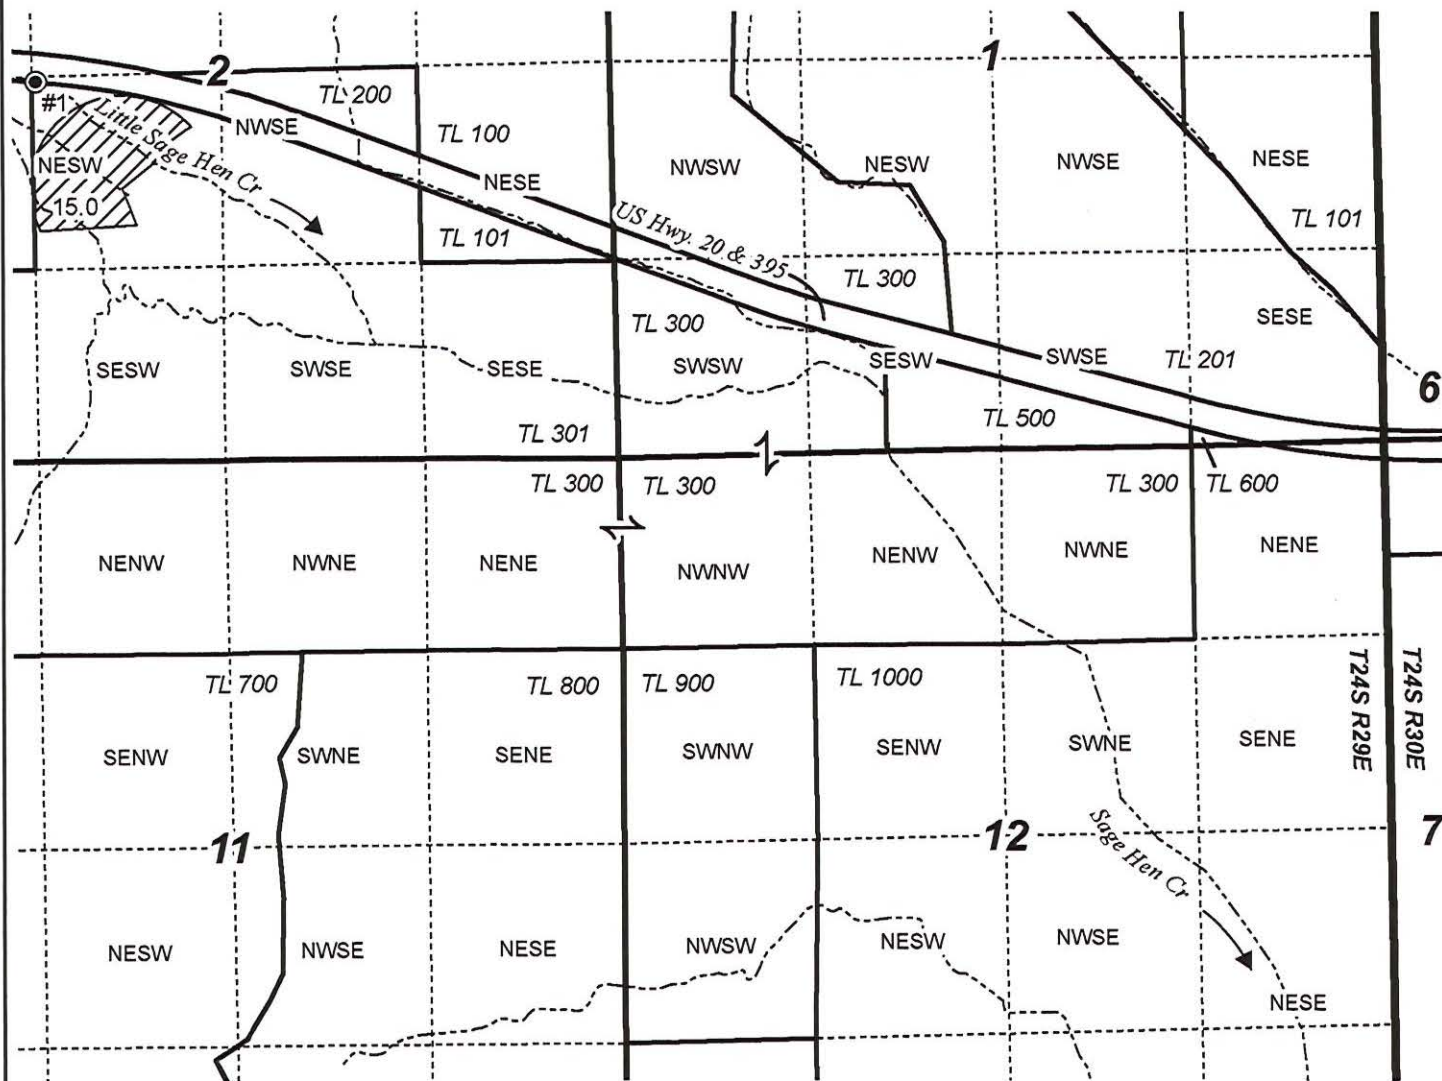 2
1
TL 200
#1
Little Sage Hen Cr
NWSE
TL 100
NESW
15.0
NESE
NWSW
NESW
NWSE
NESE
TL 101
US Hwy. 20 & 395
TL 101
TL 300
TL 300
SESE
SESW
SWSE
SESE
SWSW
SESW
SWSE
TL 201
6
TL 301
TL 500
TL 300
TL 300
TL 300
TL 600
NENW
NWNE
NENE
NWNW
NENW
NWNE
NENE
TL 700
TL 800
TL 900
TL 1000
T24S R29E
T24S R30E
SENW
SWNE
SENE
SWNW
SENW
SWNE
SENE
11
12
7
Sage Hen Cr
NESW
NWSE
NESE
NWSW
NESW
NWSE
NESE